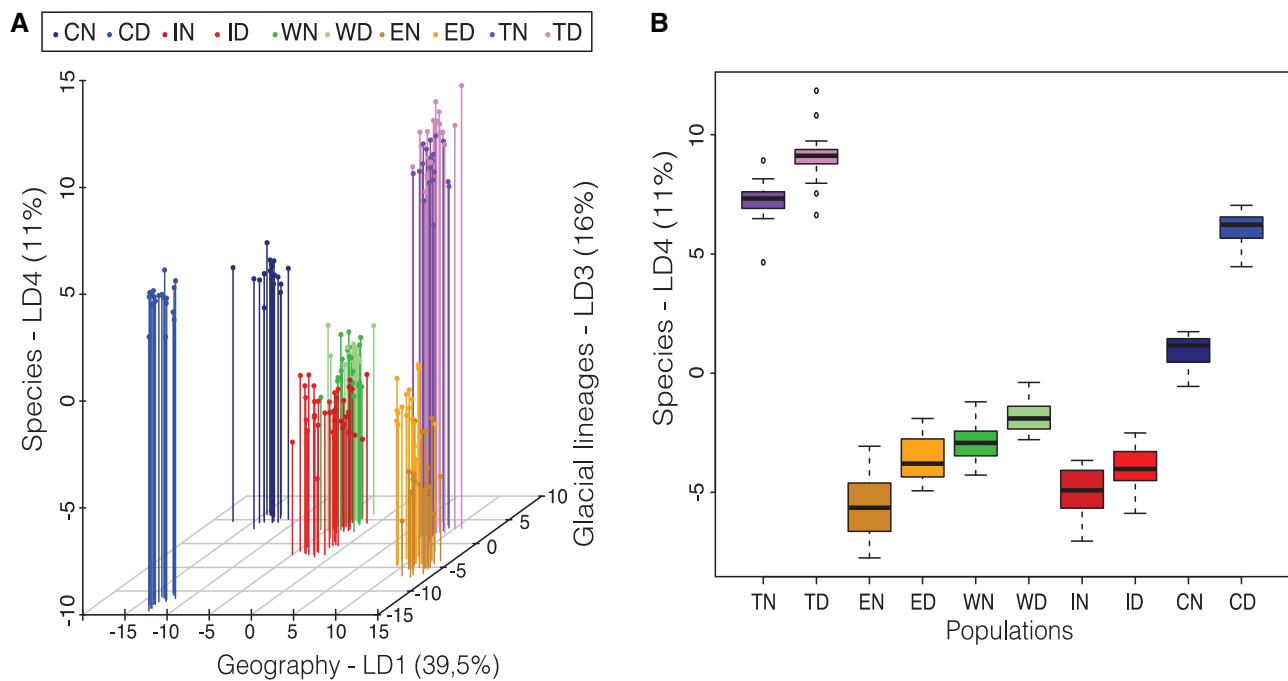 A
CN CD IN ID WN WD EN ED TN TD
Species - LD4 (11%)
15
10
5
0
-5
-10
-15 -10 0 5 10 15
Geography - LD1 (39,5%)
-15
-10
-5
0
5
10
Glacial lineages - LD3 (16%)
B
Species - LD4 (11%)
10
5
0
-5
TN TD EN ED WN WD IN ID CN CD
Populations